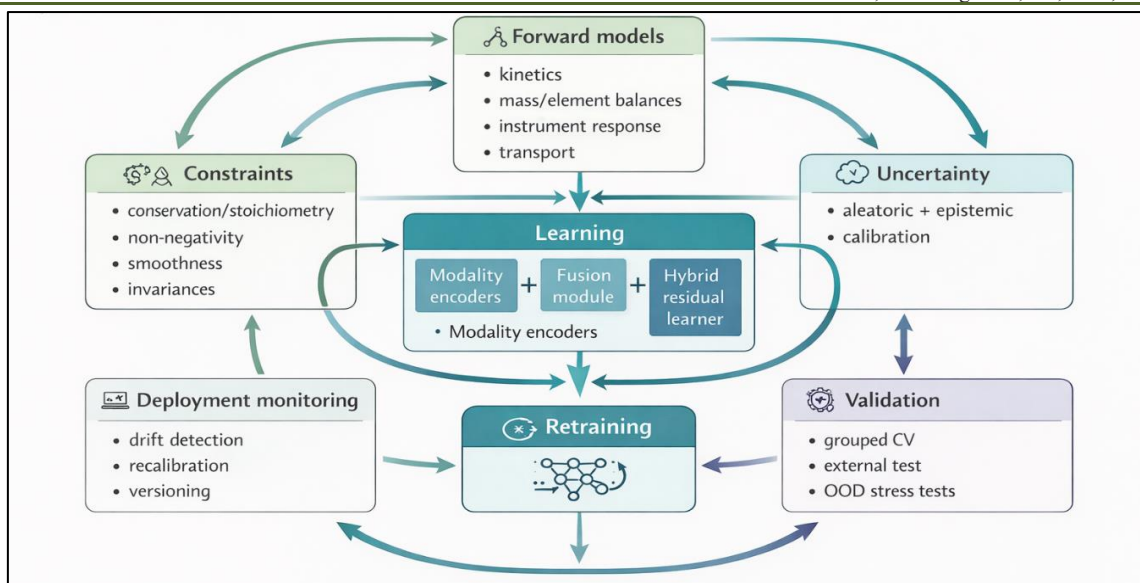 Forward models
• kinetics
• mass/element balances
• instrument response
• transport
Constraints
• conservation/stoichiometry
• non-negativity
• smoothness
• invariances
Uncertainty
• aleatoric + epistemic
• calibration
Learning
Modality
encoders
+
Fusion
module
+
Hybrid
residual
learner
• Modality encoders
Deployment monitoring
• drift detection
• recalibration
• versioning
Retraining
Validation
• grouped CV
• external test
• OOD stress tests